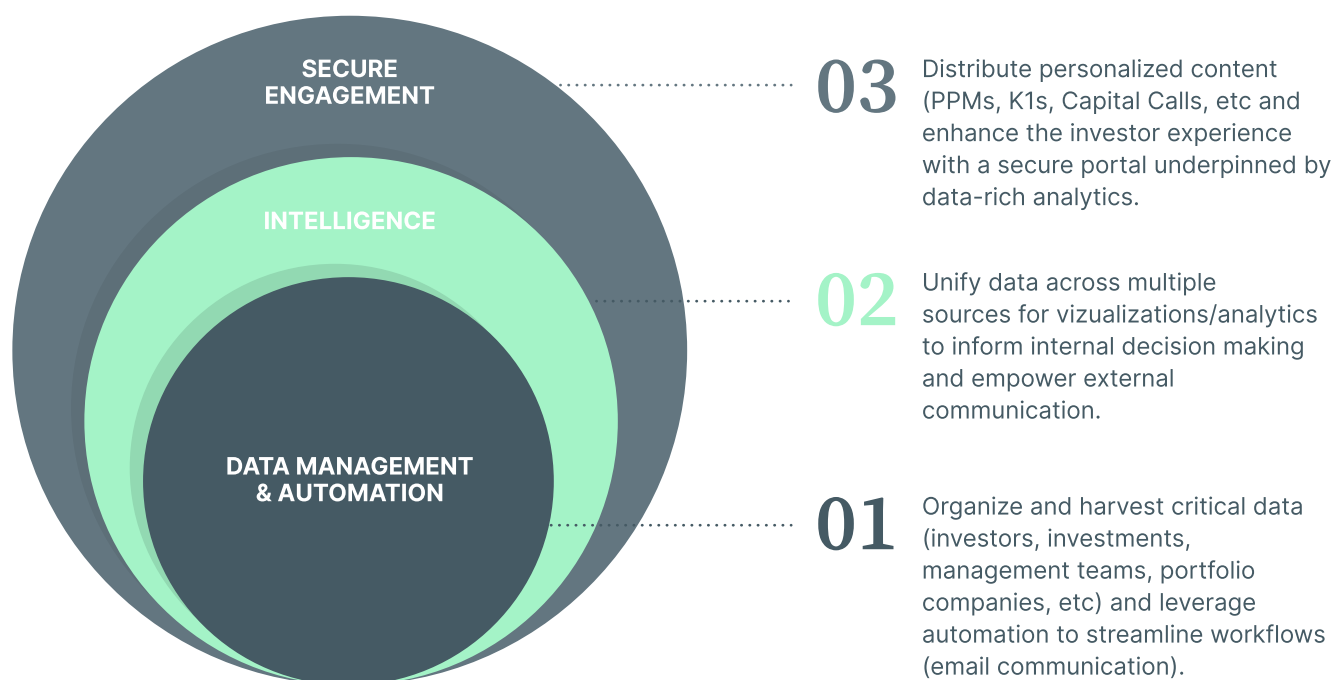 SECURE
ENGAGEMENT
INTELLIGENCE
DATA MANAGEMENT
& AUTOMATION
03
Distribute personalized content
(PPMs, K1s, Capital Calls, etc and
enhance the investor experience
with a secure portal underpinned by
data-rich analytics.
02
Unify data across multiple
sources for vizualizations/analytics
to inform internal decision making
and empower external
communication.
01
Organize and harvest critical data
(investors, investments,
management teams, portfolio
companies, etc) and leverage
automation to streamline workflows
(email communication).